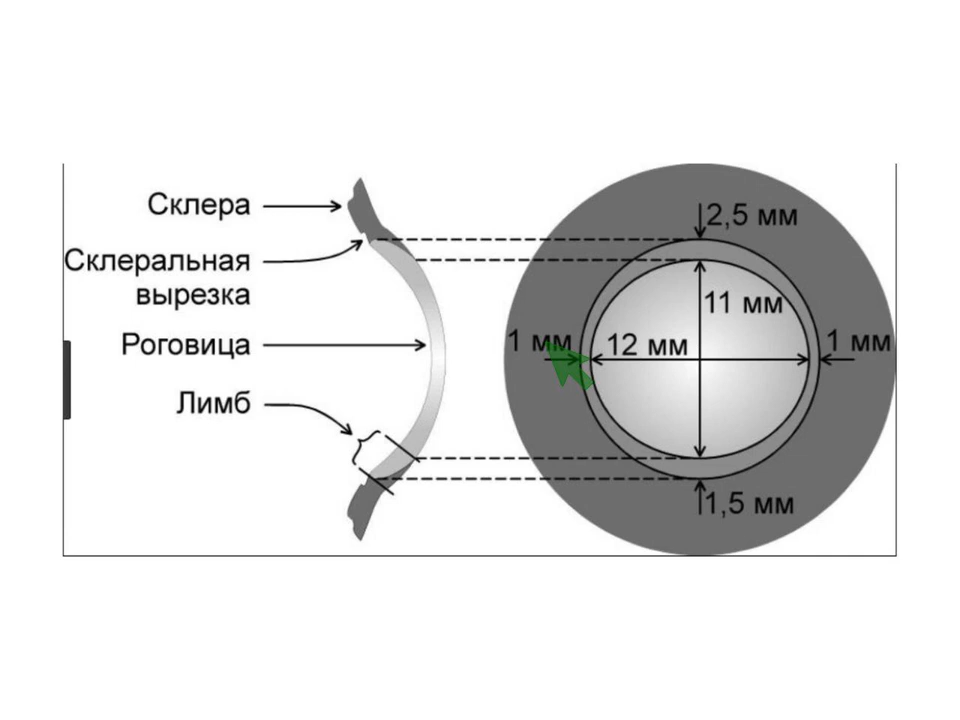 Склера
Склеральная
вырезка
Роговица
Лимб
2,5 мм
11 мм
1 мм
12 мм
1 мм
1,5 мм